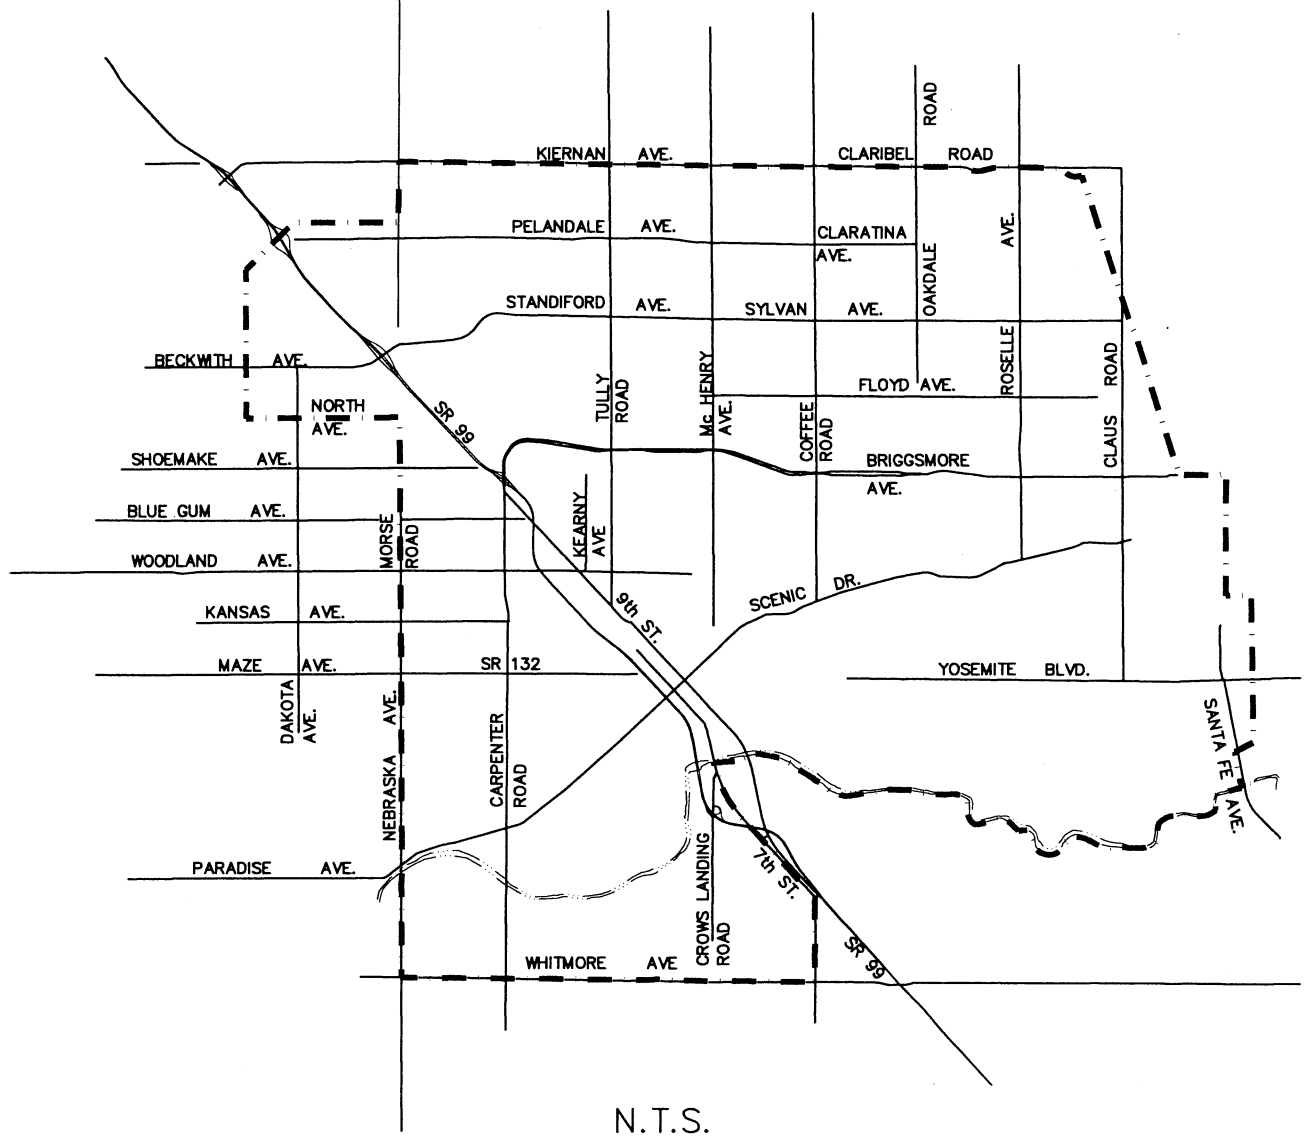 ROAD
KIERNAN AVE.
CLARIBEL ROAD
PELANDALE AVE.
CLARATINA
AVE.
AVE.
OAKDALE
STANDIFORD AVE.
SYLVAN AVE.
BECKWITH AVE.
ROSELLE
ROAD
CLAUS
Mc HENRY
AVE.
TULLY
ROAD
COFFEE
ROAD
FLOYD AVE.
NORTH
AVE.
SR 99
SHOEMAKE AVE.
BRIGGSMORE
AVE.
BLUE GUM AVE.
MORSE
ROAD
KEARNY
AVE
WOODLAND AVE.
SCENIC DR.
9th ST.
KANSAS AVE.
MAZE AVE.
SR 132
YOSEMITE BLVD.
DAKOTA
AVE.
NEBRASKA AVE.
CARPENTER
ROAD
SANTA FE AVE.
PARADISE AVE.
CROWS LANDING
ROAD
7th ST.
SR 99
WHITMORE AVE
N.T.S.